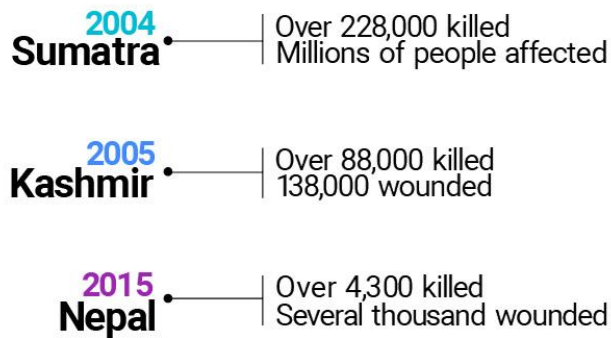 2004
Sumatra
Over 228,000 killed
Millions of people affected
2005
Kashmir
Over 88,000 killed
138,000 wounded
2015
Nepal
Over 4,300 killed
Several thousand wounded